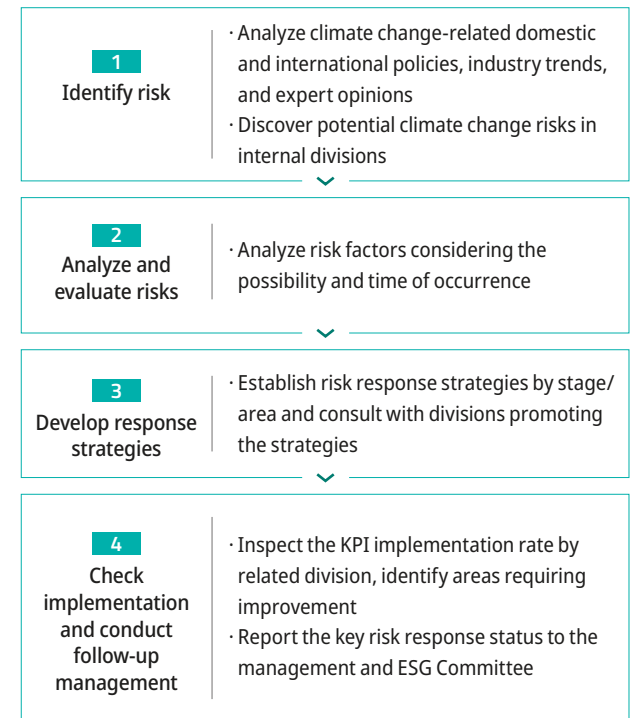 1
Identify risk
· Analyze climate change-related domestic
and international policies, industry trends,
and expert opinions
· Discover potential climate change risks in
internal divisions
2
Analyze and
evaluate risks
· Analyze risk factors considering the
possibility and time of occurrence
3
Develop response
strategies
· Establish risk response strategies by stage/
area and consult with divisions promoting
the strategies
4
Check
implementation
and conduct
follow-up
management
· Inspect the KPI implementation rate by
related division, identify areas requiring
improvement
· Report the key risk response status to the
management and ESG Committee